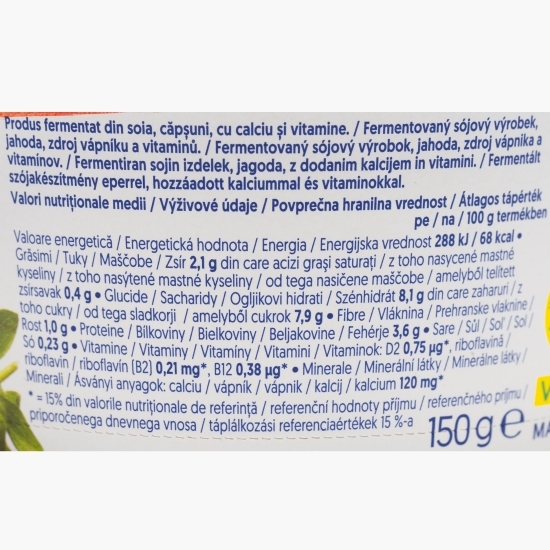 Produs fermentat din soia, căpșuni, cu calciu și vitamine. / Fermentovaný sójový výrobek,
jahoda, zdroj vápníku a vitaminů. / Fermentovaný sójový výrobok, jahoda, zdroj vápnika a
vitamínov. / Fermentiran sojin izdelek, jagoda, z dodanim kalcijem in vitamini. / Fermentált
szójakészítmény eperrel, hozzáadott kalciummal és vitaminokkal.
Valori nutriționale medii / Výživové údaje / Povprečna hranilna vrednost / Átlagos tápérték
pe / na / 100 g termékben
Valoare energetică / Energetická hodnota / Energia / Energijska vrednost 288 kJ / 68 kcal •
Grăsimi / Tuky / Maščobe / Zsír 2,1 g din care acizi grași saturați / z toho nasycené mastné
kyseliny / z toho nasýtené mastné kyseliny / od tega nasičene maščobe / amelyből telített
zsírsavak 0,4 g • Glucide / Sacharidy / Ogljikovi hidrati / Szénhidrát 8,1 g din care zaharuri / z
toho cukry / od tega sladkorji / amelyből cukrok 7,9 g • Fibre / Vláknina / Prehranske vlaknine /
Rost 1,0 g • Proteine / Bílkoviny / Bielkoviny / Beljakovine / Fehérje 3,6 g • Sare / Sůl / Soľ / Sol /
Só 0,23 g • Vitamine / Vitaminy / Vitamíny / Vitamini / Vitaminok: D2 0,75 µg*, riboflavină /
riboflavin / riboflavín (B2) 0,21 mg*, B12 0,38 µg* • Minerale / Minerální látky / Minerálne látky /
Minerali / Ásványi anyagok: calciu / vápník / vápnik / kalcij / kalcium 120 mg*
* = 15% din valorile nutriționale de referință / referenční hodnoty příjmu / referenčného príjmu /
priporočenega dnevnega vnosa / táplálkozási referenciaértékek 15 %-a
150 g e
V
MA